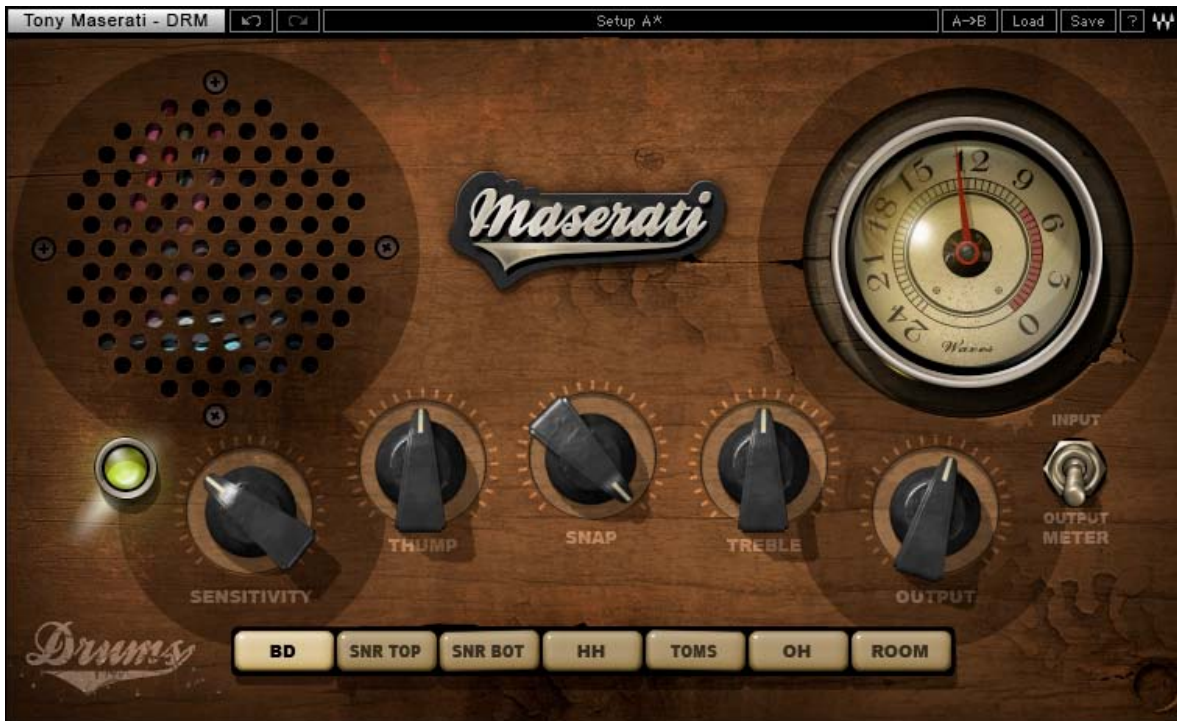 Tony Maserati - DRM
Setup A*
A->B
Load
Save
?
Maserati
24 21 18 15 12 9 6 3 0
Waves
INPUT
OUTPUT
METER
SENSITIVITY
THUMP
SNAP
TREBLE
OUTPUT
Drums
BD
SNR TOP
SNR BOT
HH
TOMS
OH
ROOM